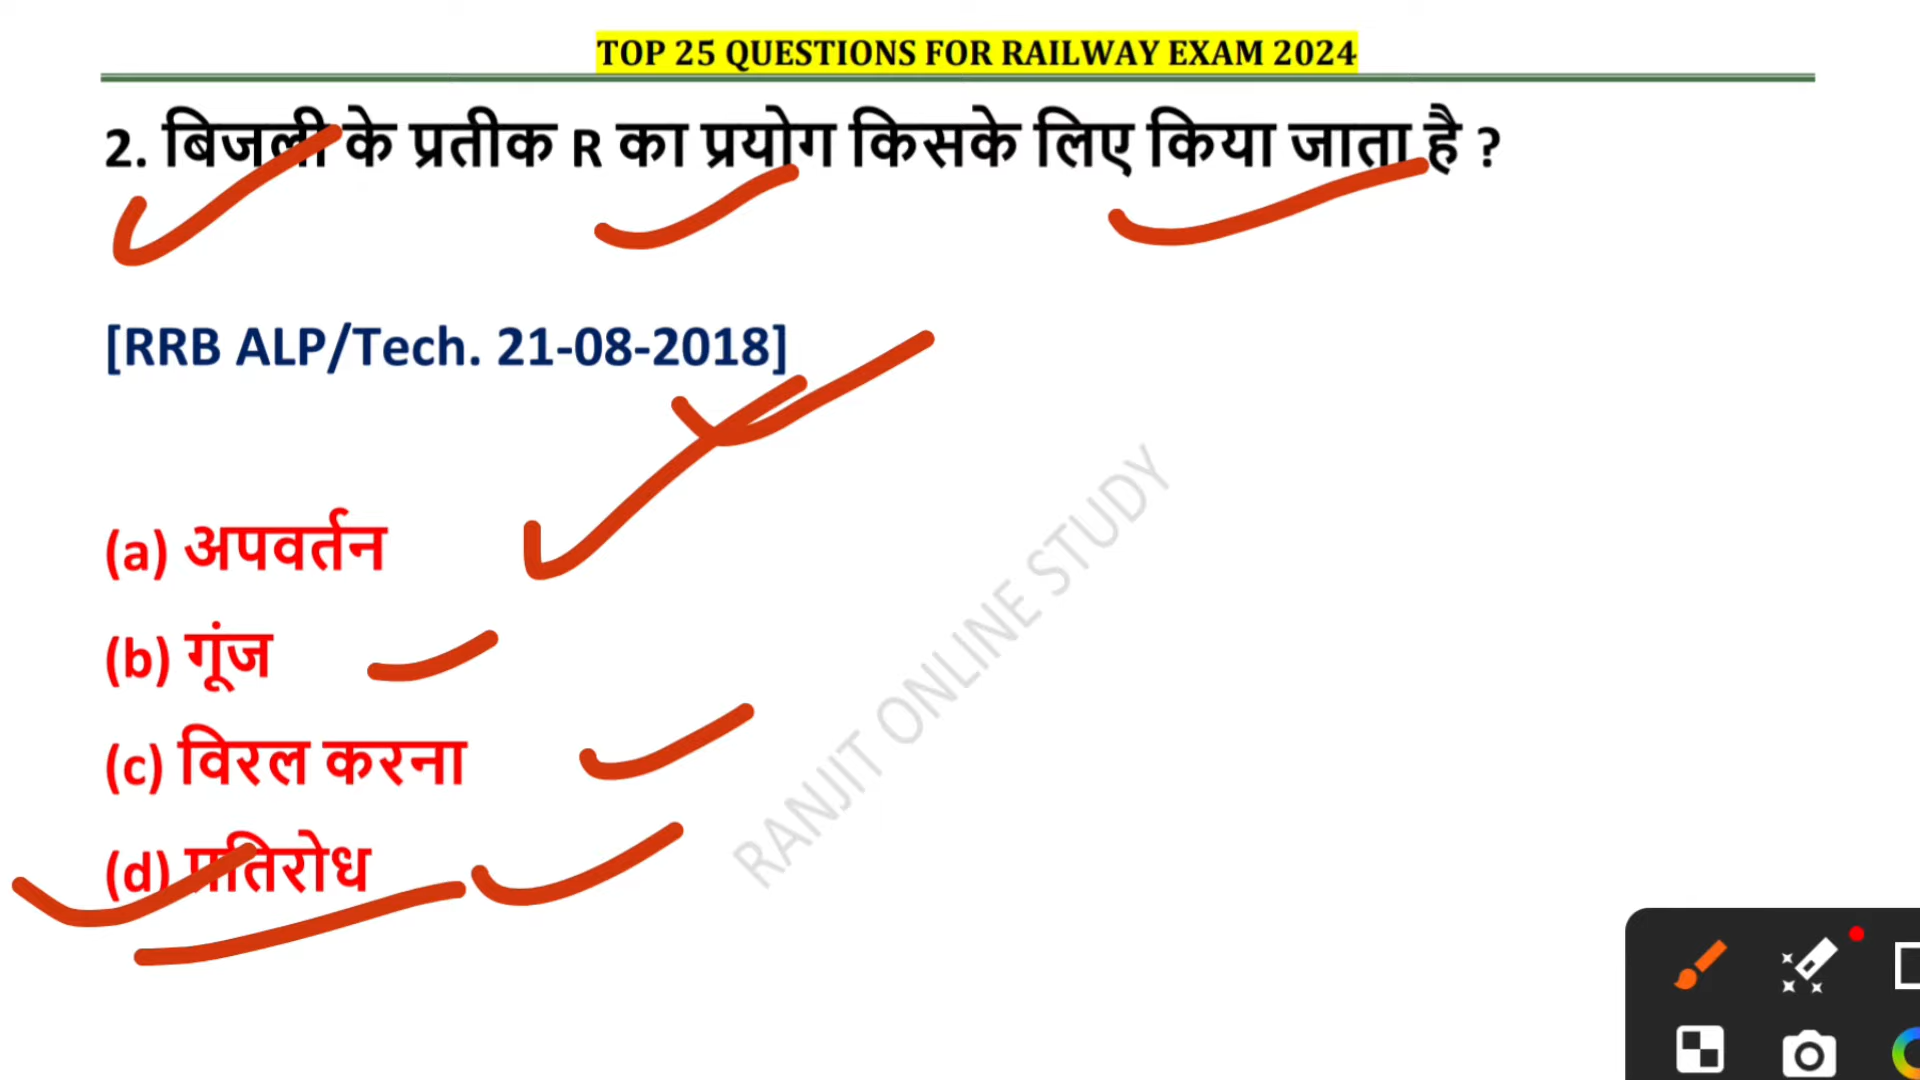 TOP 25 QUESTIONS FOR RAILWAY EXAM 2024
2. बिजली के प्रतीक R का प्रयोग किसके लिए किया जाता है ?
[RRB ALP/Tech. 21-08-2018]
(a) अपवर्तन
(b) गूंज
(c) विरल करना
(d) प्रतिरोध
RANJIT ONLINE STUDY